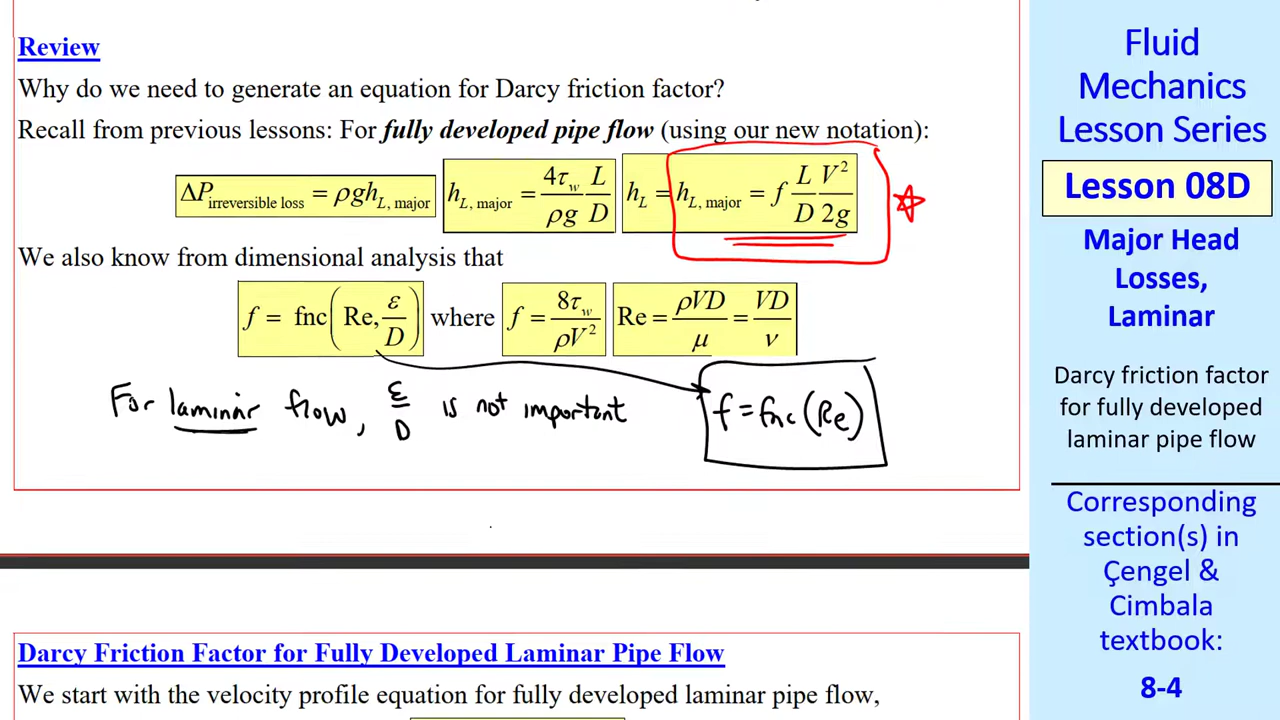 Review
Why do we need to generate an equation for Darcy friction factor?
Recall from previous lessons: For fully developed pipe flow (using our new notation):
ΔP_irreversible loss = ρgh_L, major   h_L, major = 4τ_w/ρg L/D   h_L = h_L, major = f L/D V²/2g
We also know from dimensional analysis that
f = fnc(Re, ε/D) where f = 8τ_w/ρV²   Re = ρVD/μ = VD/ν
For laminar flow, ε/D is not important   f = fnc(Re)
Darcy Friction Factor for Fully Developed Laminar Pipe Flow
We start with the velocity profile equation for fully developed laminar pipe flow,
Fluid
Mechanics
Lesson Series
Lesson 08D
Major Head
Losses,
Laminar
Darcy friction factor
for fully developed
laminar pipe flow
Corresponding
section(s) in
Çengel &
Cimbala
textbook:
8-4